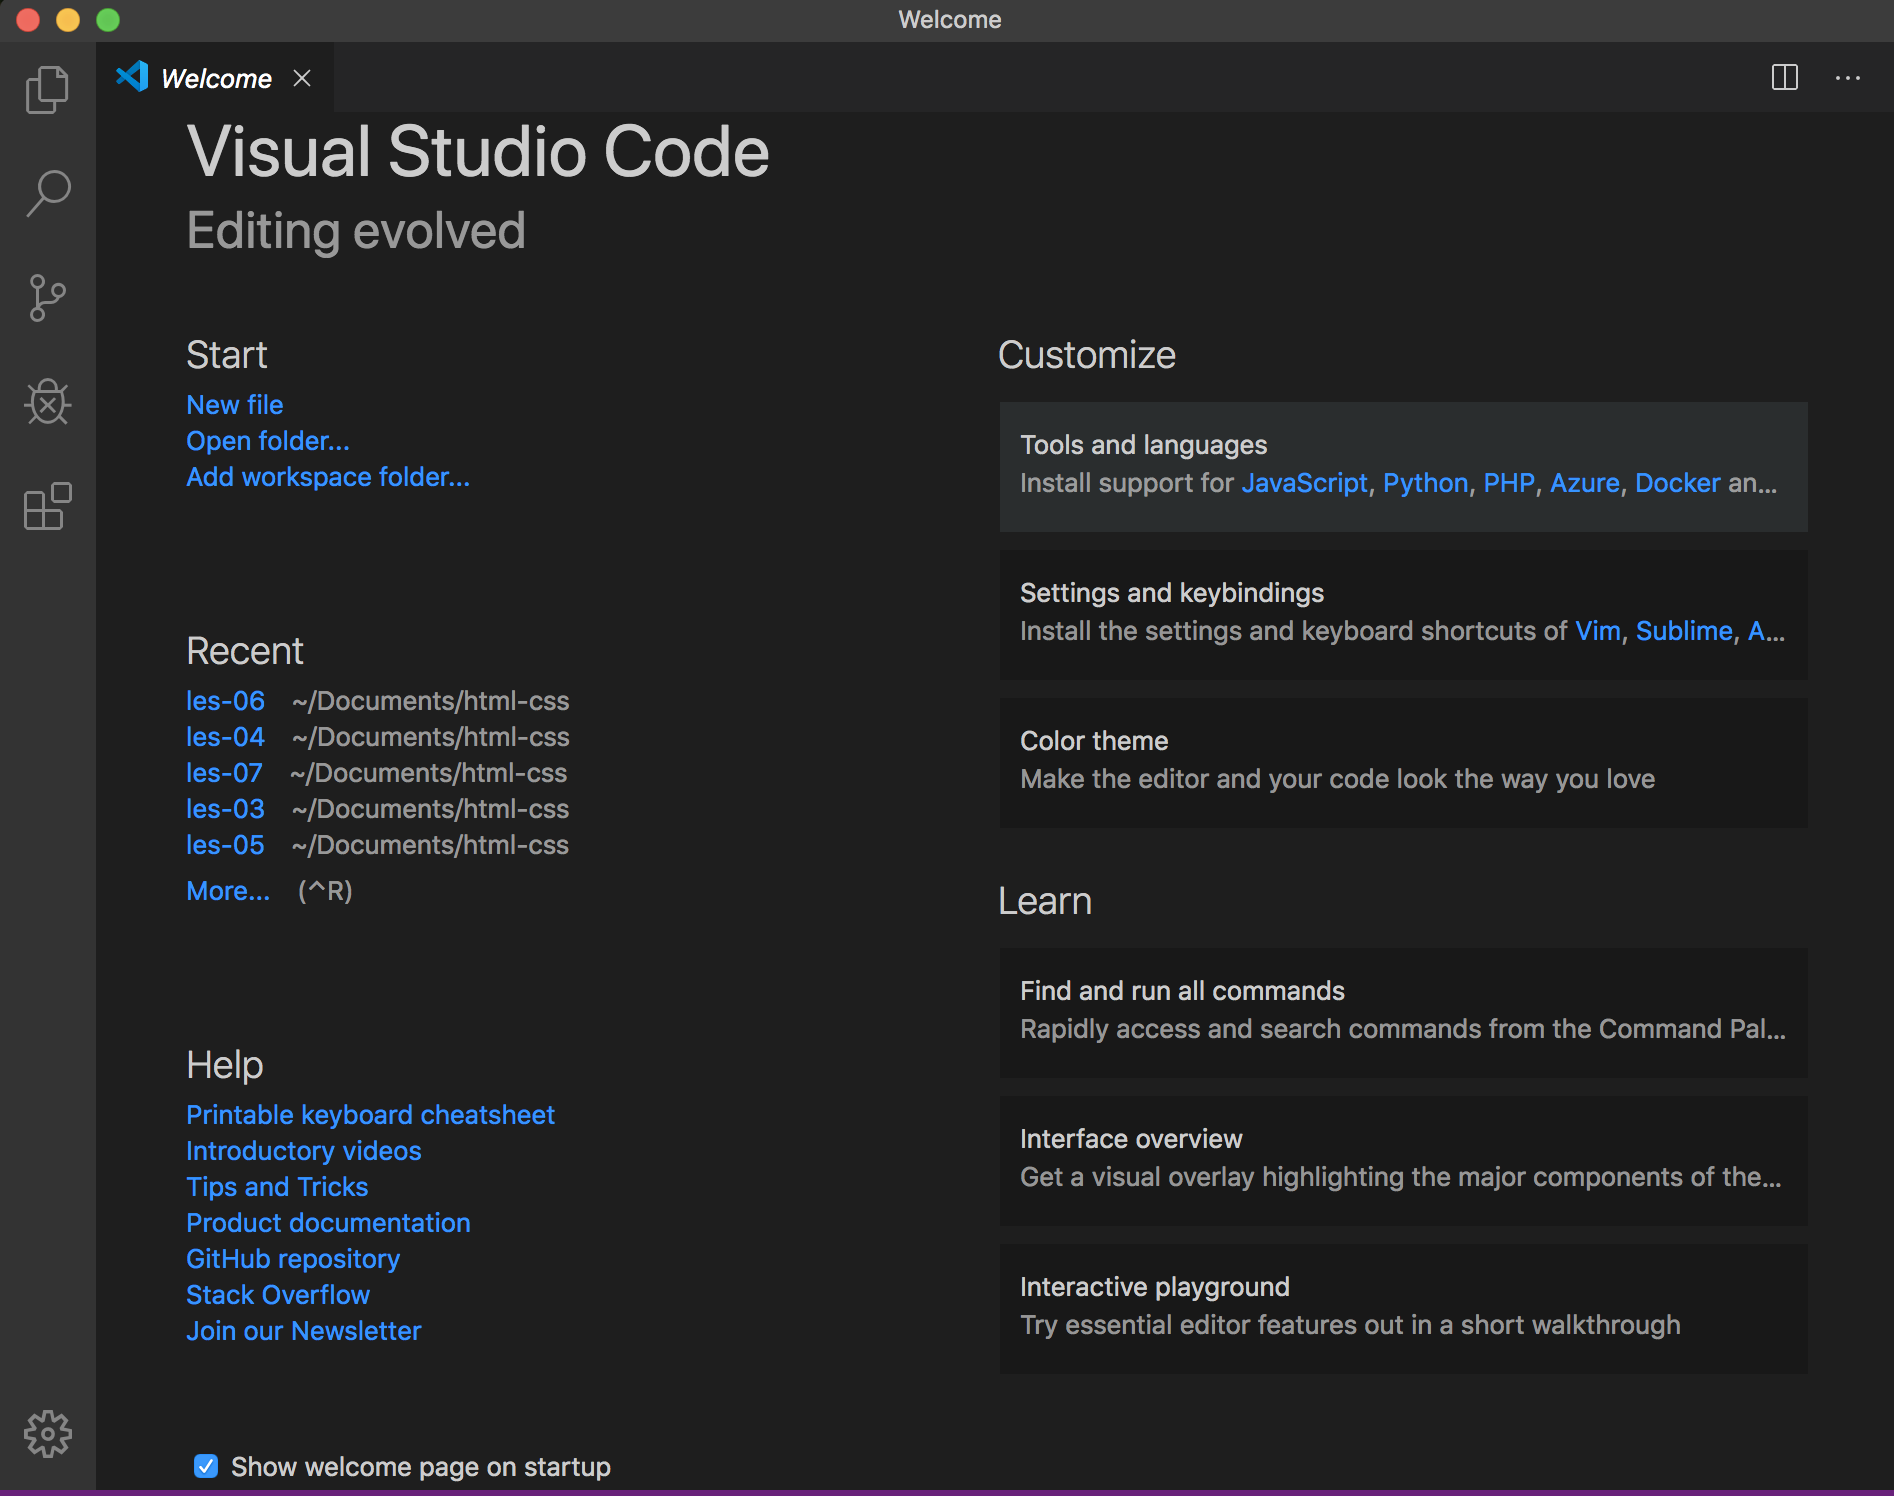 Welcome
Welcome
Visual Studio Code
Editing evolved
Start
New file
Open folder...
Add workspace folder...
Recent
les-06 ~/Documents/html-css
les-04 ~/Documents/html-css
les-07 ~/Documents/html-css
les-03 ~/Documents/html-css
les-05 ~/Documents/html-css
More... (^R)
Help
Printable keyboard cheatsheet
Introductory videos
Tips and Tricks
Product documentation
GitHub repository
Stack Overflow
Join our Newsletter
Show welcome page on startup
Customize
Tools and languages
Install support for JavaScript, Python, PHP, Azure, Docker an...
Settings and keybindings
Install the settings and keyboard shortcuts of Vim, Sublime, A...
Color theme
Make the editor and your code look the way you love
Learn
Find and run all commands
Rapidly access and search commands from the Command Pal...
Interface overview
Get a visual overlay highlighting the major components of the...
Interactive playground
Try essential editor features out in a short walkthrough